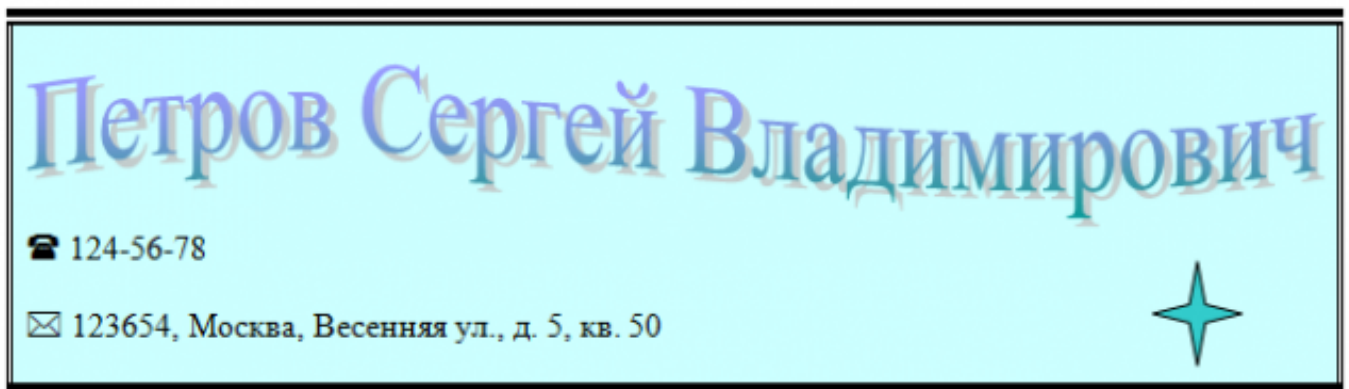 Петров Сергей Владимирович
☎ 124-56-78
✉ 123654, Москва, Весенняя ул., д. 5, кв. 50